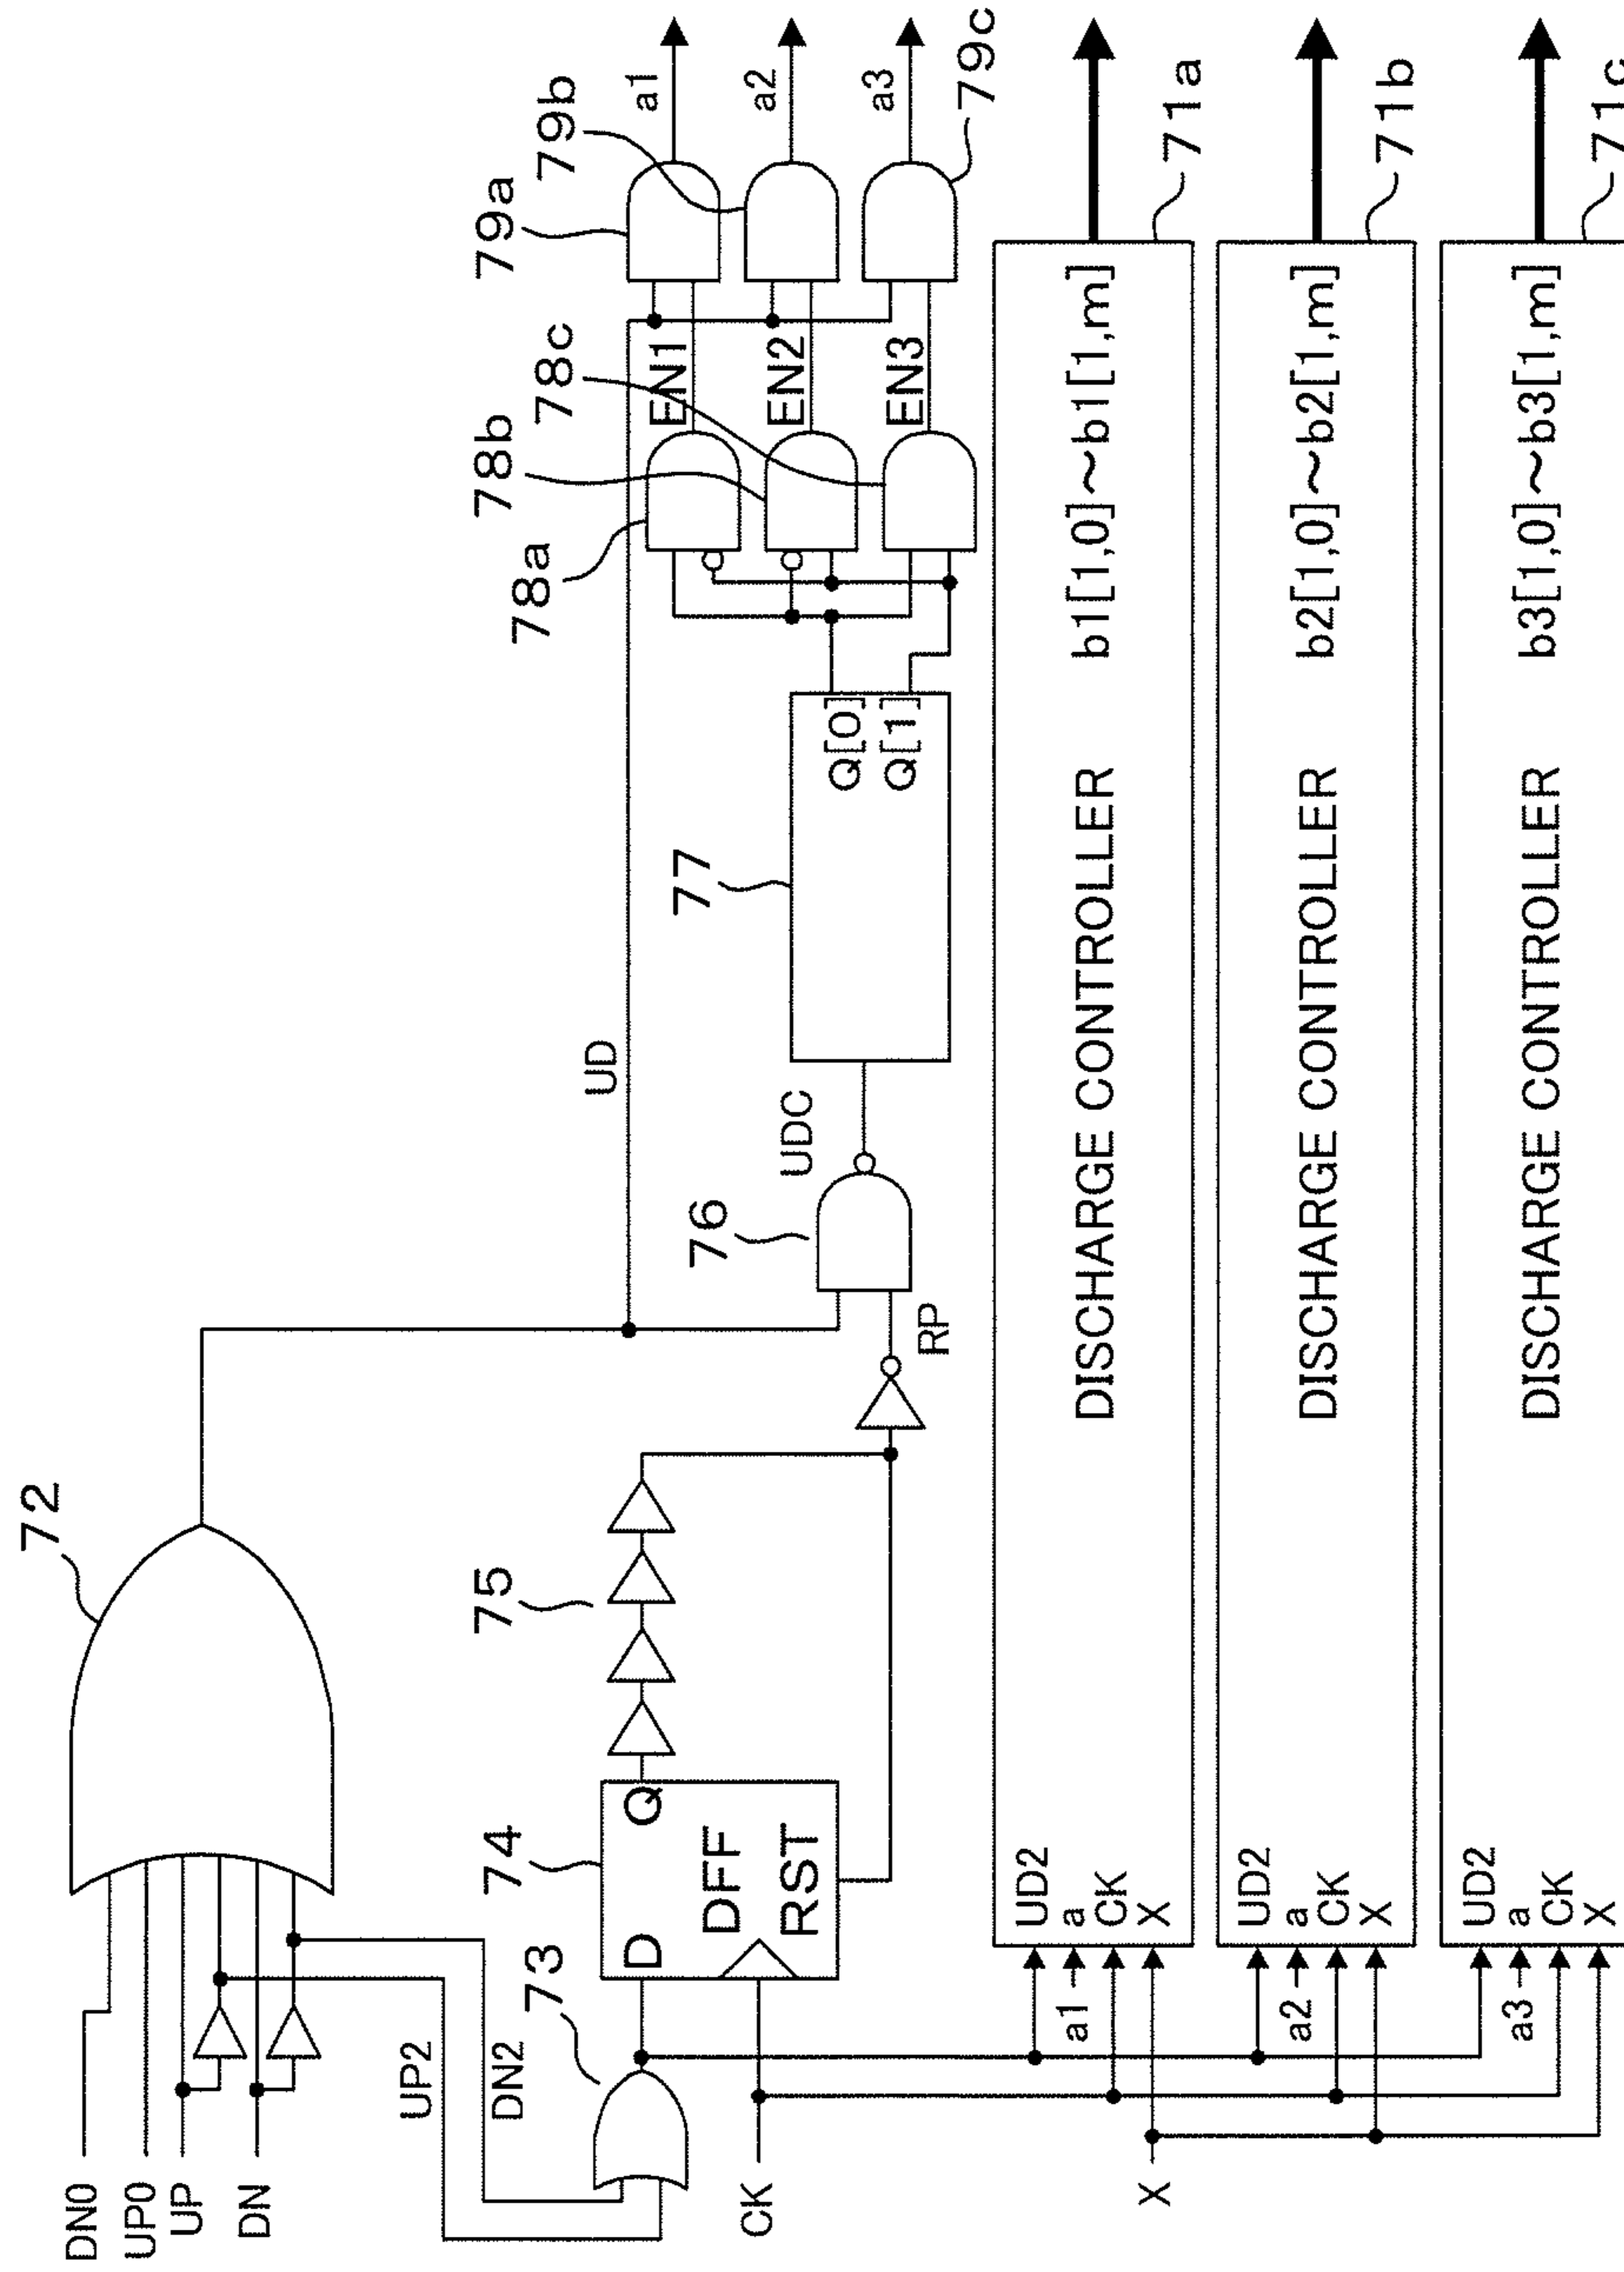 72
DN0
UP0
UP
DN
UP2
DN2
73
74
75
D
Q
DFF
RST
CK
RP
76
UD
UDC
77
Q[0]
Q[1]
78a
78b
78c
EN1
EN2
EN3
79a
79b
79c
a1
a2
a3
X
UD2
a1
a
CK
X
DISCHARGE CONTROLLER
b1[1,0]~b1[1,m]
71a
UD2
a2
a
CK
X
DISCHARGE CONTROLLER
b2[1,0]~b2[1,m]
71b
UD2
a3
a
CK
X
DISCHARGE CONTROLLER
b3[1,0]~b3[1,m]
71c